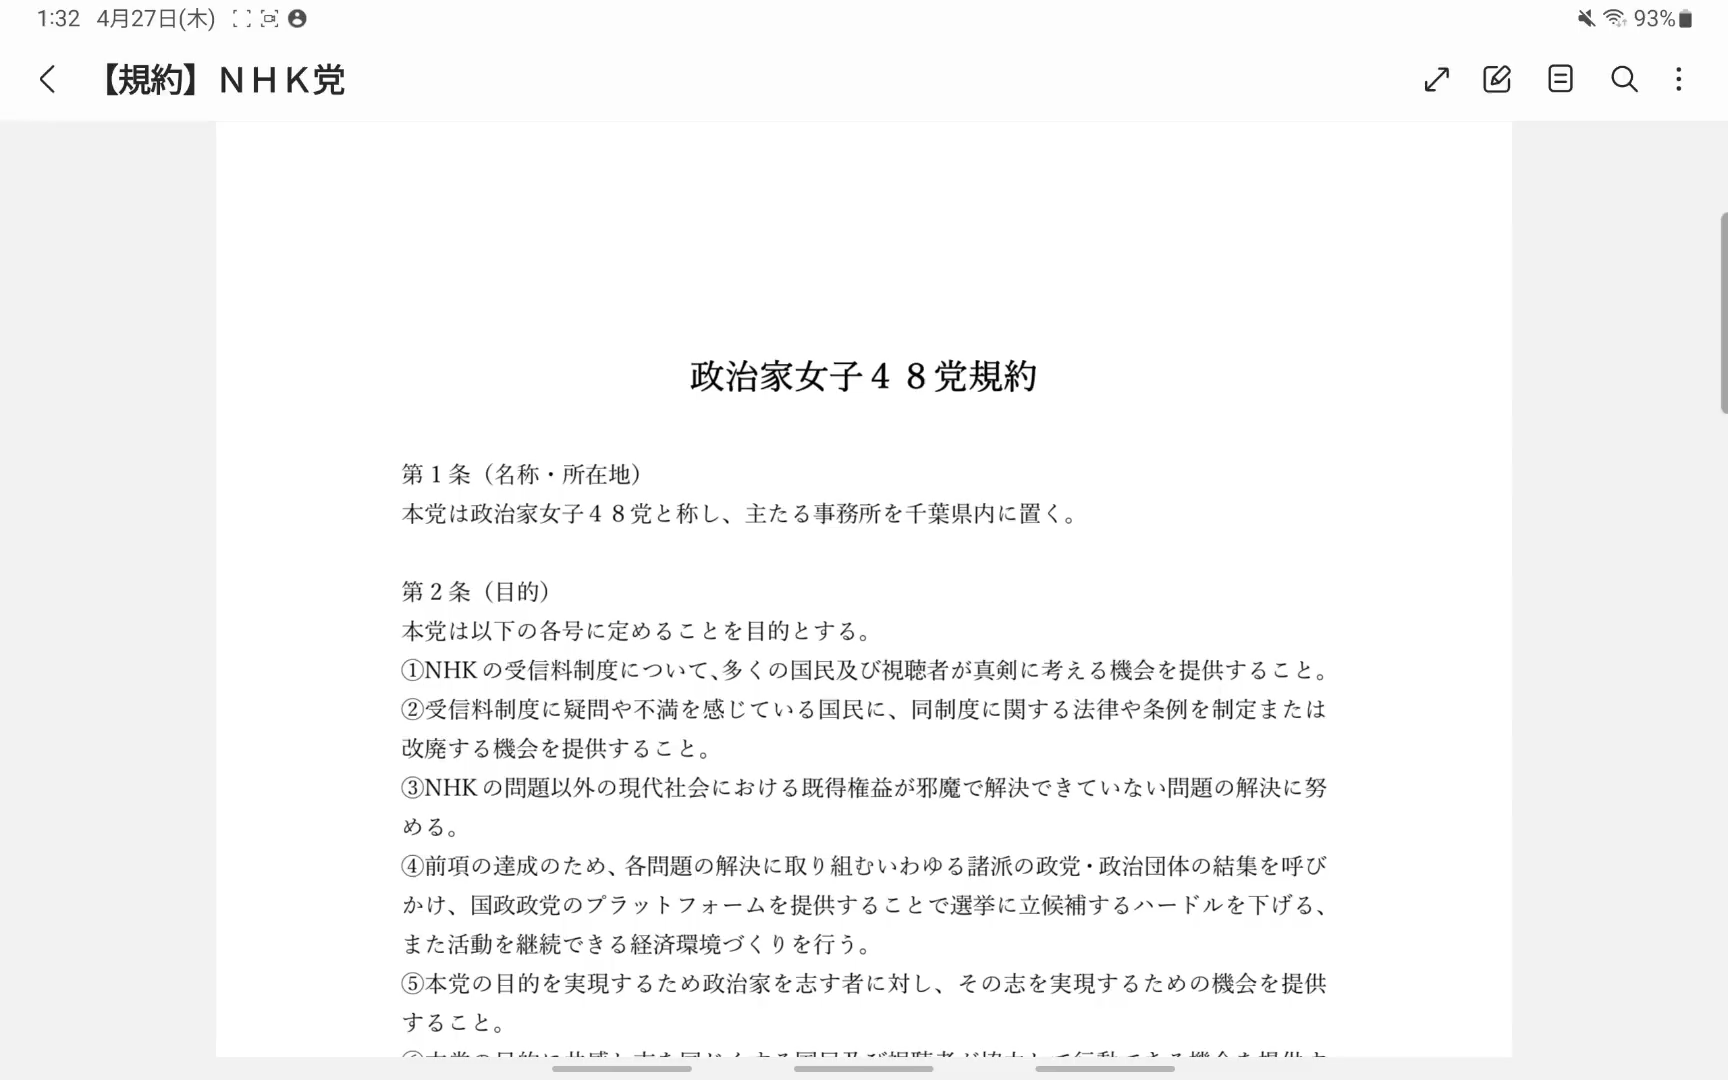 1:32 4月27日(木) 93%
【規約】ＮＨＫ党
政治家女子４８党規約
第１条（名称・所在地）
本党は政治家女子４８党と称し、主たる事務所を千葉県内に置く。
第２条（目的）
本党は以下の各号に定めることを目的とする。
①NHKの受信料制度について、多くの国民及び視聴者が真剣に考える機会を提供すること。
②受信料制度に疑問や不満を感じている国民に、同制度に関する法律や条例を制定または
改廃する機会を提供すること。
③NHKの問題以外の現代社会における既得権益が邪魔で解決できていない問題の解決に努
める。
④前項の達成のため、各問題の解決に取り組むいわゆる諸派の政党・政治団体の結集を呼び
かけ、国政政党のプラットフォームを提供することで選挙に立候補するハードルを下げる、
また活動を継続できる経済環境づくりを行う。
⑤本党の目的を実現するため政治家を志す者に対し、その志を実現するための機会を提供
すること。